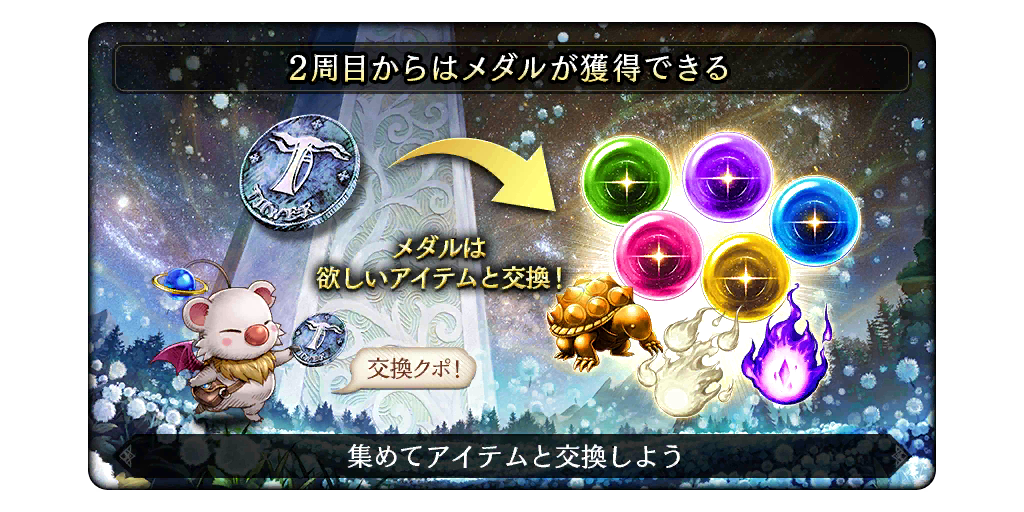 2周目からはメダルが獲得できる
TOWER
メダルは
欲しいアイテムと交換！
交換クポ！
集めてアイテムと交換しよう